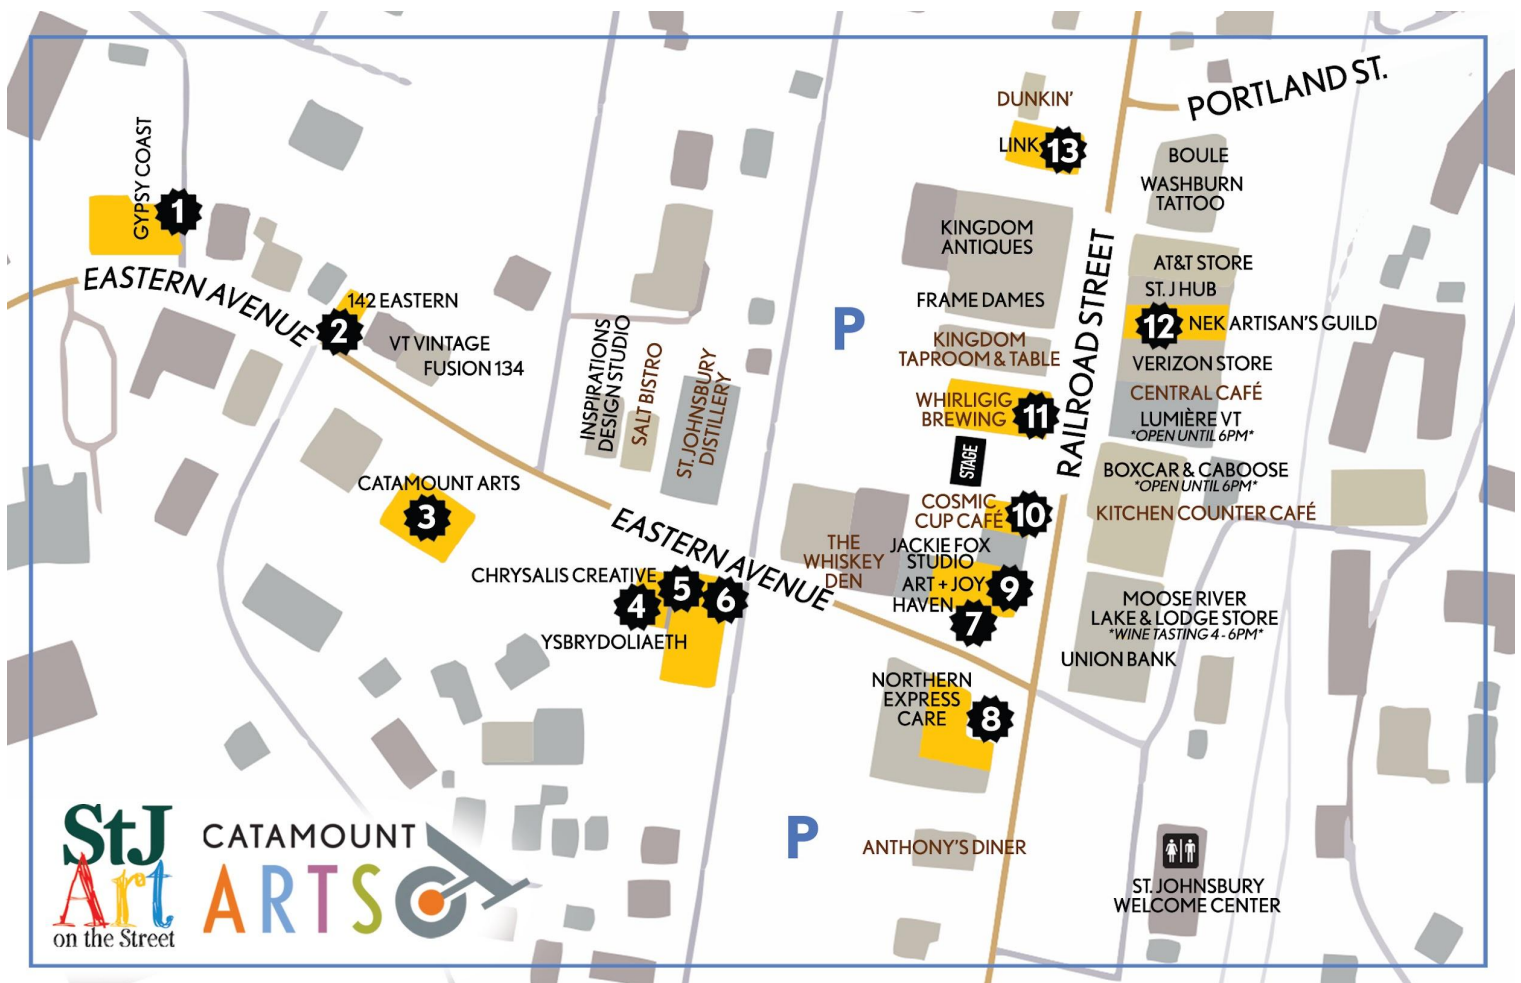 DUNKIN'
PORTLAND ST.
LINK 13
BOULE
WASHBURN
TATTOO
GYPSY COAST
1
KINGDOM
ANTIQUES
RAILROAD STREET
AT&T STORE
ST. J HUB
EASTERN AVENUE
142 EASTERN
2
FRAME DAMES
12 NEK ARTISAN'S GUILD
P
VT VINTAGE
FUSION 134
KINGDOM
TAPROOM & TABLE
VERIZON STORE
INSPIRATIONS
DESIGN STUDIO
SALT BISTRO
ST. JOHNSBURY
DISTILLERY
WHIRLIGIG
BREWING
11
CENTRAL CAFÉ
LUMIÈRE VT
*OPEN UNTIL 6PM*
STAGE
BOXCAR & CABOOSE
*OPEN UNTIL 6PM*
KITCHEN COUNTER CAFÉ
CATAMOUNT ARTS
3
COSMIC
CUP CAFÉ
10
EASTERN AVENUE
THE
WHISKEY
DEN
JACKIE FOX
STUDIO
ART + JOY
9
HAVEN
7
CHRYSALIS CREATIVE
4
5
6
YSBRYDOLIAETH
MOOSE RIVER
LAKE & LODGE STORE
*WINE TASTING 4 - 6PM*
UNION BANK
NORTHERN
EXPRESS
CARE
8
P
ANTHONY'S DINER
ST. JOHNSBURY
WELCOME CENTER
StJ
Art
on the Street
CATAMOUNT
ARTS